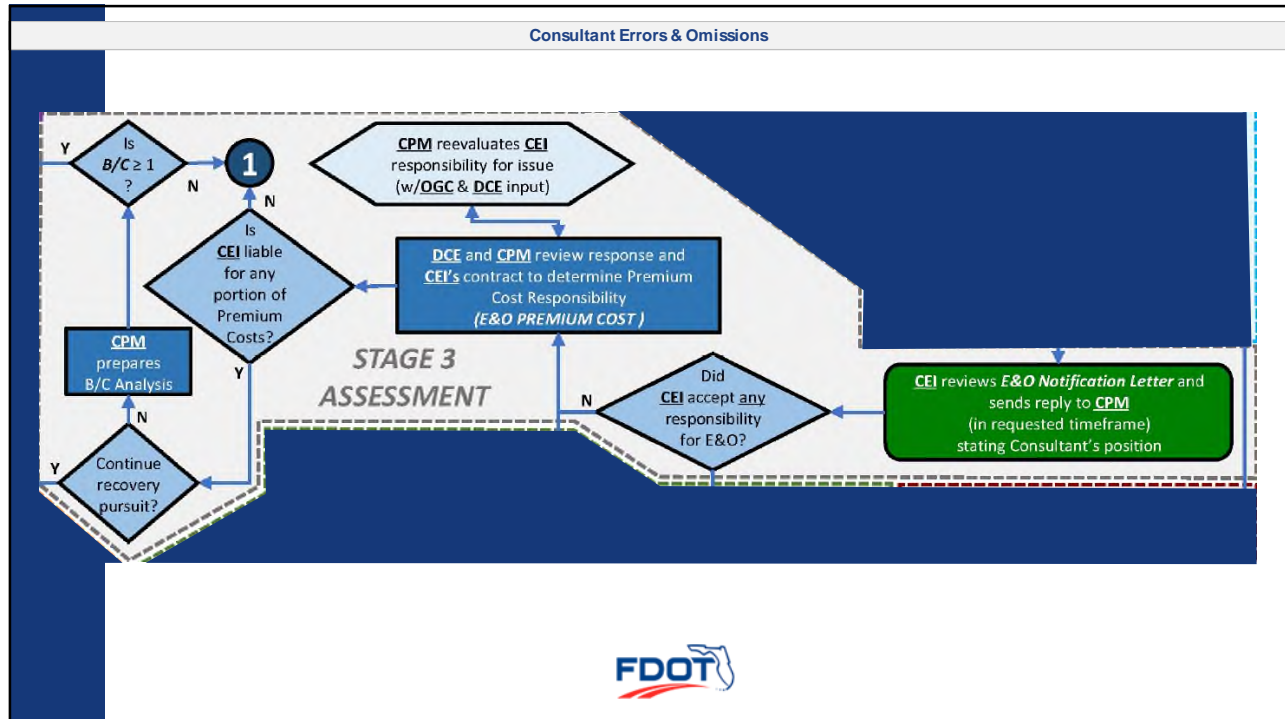 Consultant Errors & Omissions
Is
B/C ≥ 1
?
Y
N
1
N
CPM reevaluates CEI
responsibility for issue
(w/OGC & DCE input)
Is
CEI liable
for any
portion of
Premium
Costs?
Y
DCE and CPM review response and
CEI's contract to determine Premium
Cost Responsibility
(E&O PREMIUM COST )
CPM
prepares
B/C Analysis
N
STAGE 3
ASSESSMENT
Continue
recovery
pursuit?
Y
Did
CEI accept any
responsibility
for E&O?
N
CEI reviews E&O Notification Letter and
sends reply to CPM
(in requested timeframe)
stating Consultant's position
FDOT